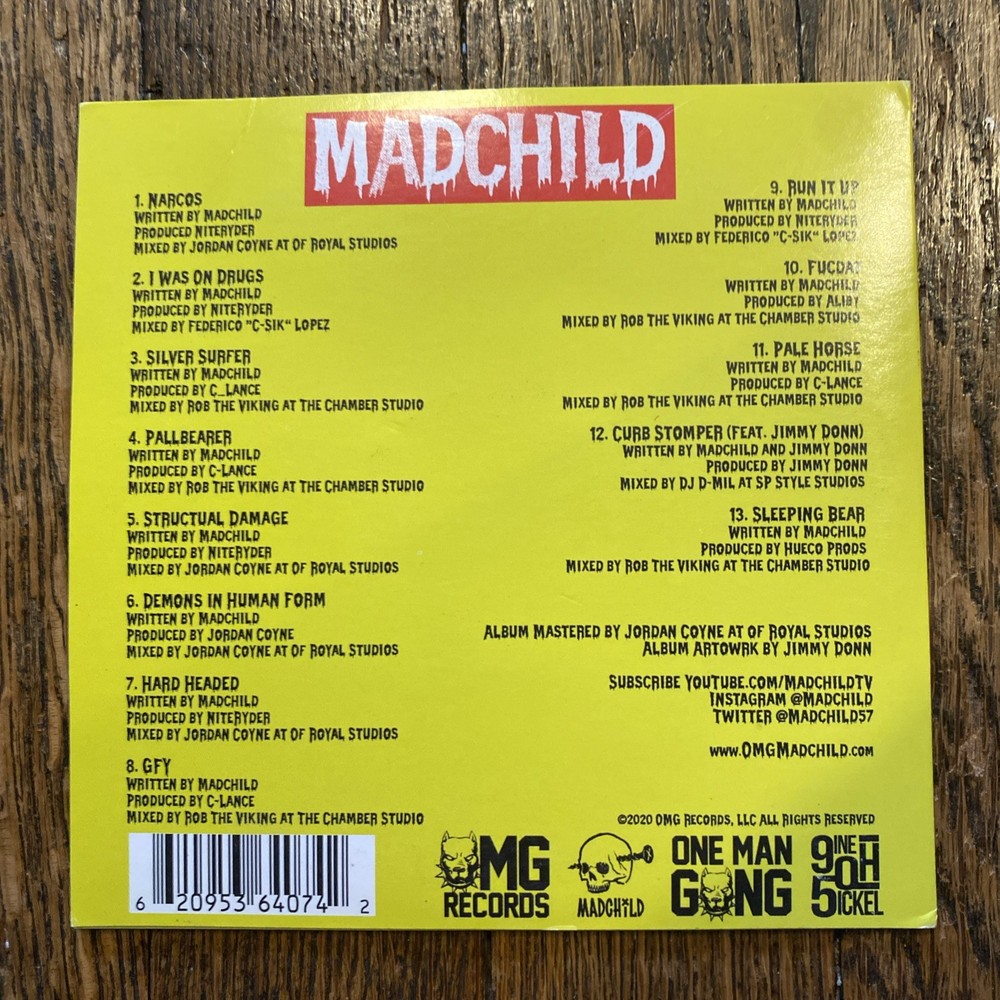 MADCHILD
1. NARCOS
WRITTEN BY MADCHILD
PRODUCED NITERYDER
MIXED BY JORDAN COYNE AT OF ROYAL STUDIOS
2. I WAS ON DRUGS
WRITTEN BY MADCHILD
PRODUCED BY NITERYDER
MIXED BY FEDERICO "C-SIK" LOPEZ
3. SILVER SURFER
WRITTEN BY MADCHILD
PRODUCED BY C_LANCE
MIXED BY ROB THE VIKING AT THE CHAMBER STUDIO
4. PALLBEARER
WRITTEN BY MADCHILD
PRODUCED BY C-LANCE
MIXED BY ROB THE VIKING AT THE CHAMBER STUDIO
5. STRUCTUAL DAMAGE
WRITTEN BY MADCHILD
PRODUCED BY NITERYDER
MIXED BY JORDAN COYNE AT OF ROYAL STUDIOS
6. DEMONS IN HUMAN FORM
WRITTEN BY MADCHILD
PRODUCED BY JORDAN COYNE
MIXED BY JORDAN COYNE AT OF ROYAL STUDIOS
7. HARD HEADED
WRITTEN BY MADCHILD
PRODUCED BY NITERYDER
MIXED BY JORDAN COYNE AT OF ROYAL STUDIOS
8. GFY
WRITTEN BY MADCHILD
PRODUCED BY C-LANCE
MIXED BY ROB THE VIKING AT THE CHAMBER STUDIO
9. RUN IT UP
WRITTEN BY MADCHILD
PRODUCED BY NITERYDER
MIXED BY FEDERICO "C-SIK" LOPEZ
10. FUCDAT
WRITTEN BY MADCHILD
PRODUCED BY ALIBY
MIXED BY ROB THE VIKING AT THE CHAMBER STUDIO
11. PALE HORSE
WRITTEN BY MADCHILD
PRODUCED BY C-LANCE
MIXED BY ROB THE VIKING AT THE CHAMBER STUDIO
12. CURB STOMPER (FEAT. JIMMY DONN)
WRITTEN BY MADCHILD AND JIMMY DONN
PRODUCED BY JIMMY DONN
MIXED BY DJ D-MIL AT SP STYLE STUDIOS
13. SLEEPING BEAR
WRITTEN BY MADCHILD
PRODUCED BY HUECO PRODS
MIXED BY ROB THE VIKING AT THE CHAMBER STUDIO
ALBUM MASTERED BY JORDAN COYNE AT OF ROYAL STUDIOS
ALBUM ARTOWRK BY JIMMY DONN
SUBSCRIBE YOUTUBE.COM/MADCHILDTV
INSTAGRAM @MADCHILD
TWITTER @MADCHILD57
WWW.OMGMADCHILD.COM
©2020 OMG RECORDS, LLC ALL RIGHTS RESERVED
6 20953 64074 2
OMG
RECORDS
MADCHILD
ONE MAN
GANG
9INE
OH
5ICKEL